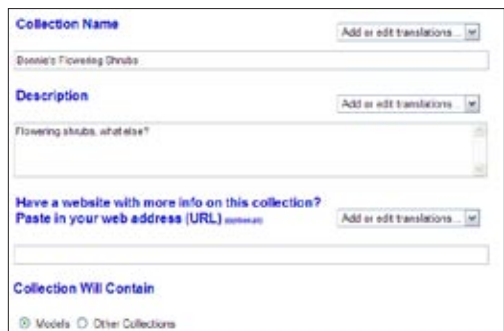 Collection Name
Add or edit translations...
Bonnie's Flowering Shrubs
Description
Add or edit translations...
Flowering shrubs, what else?
Have a website with more info on this collection?
Paste in your web address (URL) (optional)
Add or edit translations...
Collection Will Contain
Models Other Collections